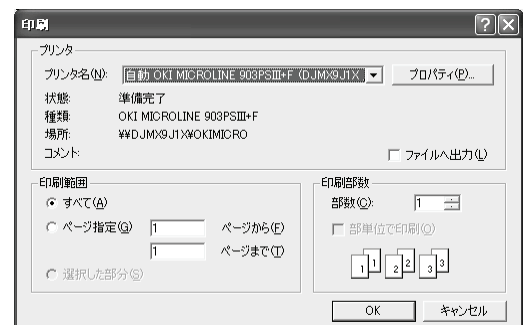 印刷
プリンタ
プリンタ名(N): 自動 OKI MICROLINE 903PSIII+F (DJMX9J1X プロパティ(P)...
状態: 準備完了
種類: OKI MICROLINE 903PSIII+F
場所: ¥¥DJMX9J1X¥OKIMICRO
コメント: ファイルへ出力(L)
印刷範囲
すべて(A)
ページ指定(G) 1 ページから(F)
1 ページまで(T)
選択した部分(S)
印刷部数
部数(C): 1
部単位で印刷(O)
1 1 2 2 3 3
OK キャンセル